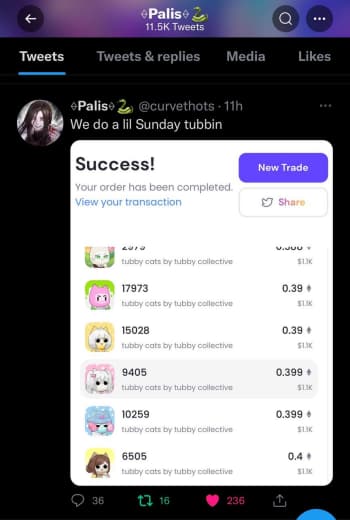 ◊Palis◊🐍
11.5K Tweets
Tweets Tweets & replies Media Likes
◊Palis◊🐍 @curvethots · 11h
We do a lil Sunday tubbin
Success!
New Trade
Your order has been completed.
View your transaction
Share
tubby cats by tubby collective $1.1K
17973 0.39
tubby cats by tubby collective $1.1K
15028 0.39
tubby cats by tubby collective $1.1K
9405 0.399
tubby cats by tubby collective $1.1K
10259 0.399
tubby cats by tubby collective $1.1K
6505 0.4
tubby cats by tubby collective $1.1K
36 16 236